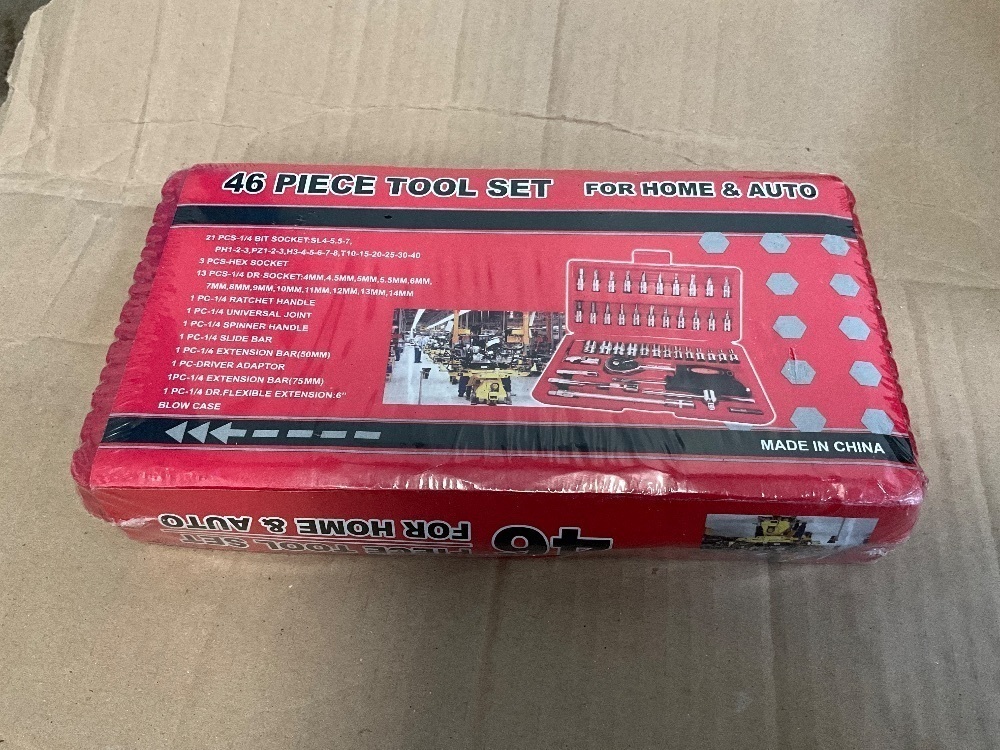 46 PIECE TOOL SET FOR HOME & AUTO
21 PCS-1/4 BIT SOCKET:SL4-5.5-7,
PH1-2-3,PZ1-2-3,H3-4-5-6-7-8,T10-15-20-25-30-40
3 PCS-HEX SOCKET
13 PCS-1/4 DR-SOCKET:4MM,4.5MM,5MM,5.5MM,6MM,
7MM,8MM,9MM,10MM,11MM,12MM,13MM,14MM
1 PC-1/4 RATCHET HANDLE
1 PC-1/4 UNIVERSAL JOINT
1 PC-1/4 SPINNER HANDLE
1 PC-1/4 SLIDE BAR
1 PC-1/4 EXTENSION BAR(50MM)
1 PC-DRIVER ADAPTOR
1PC-1/4 EXTENSION BAR(75MM)
1 PC-1/4 DR.FLEXIBLE EXTENSION:6"
BLOW CASE
MADE IN CHINA
46
PIECE TOOL SET
FOR HOME & AUTO